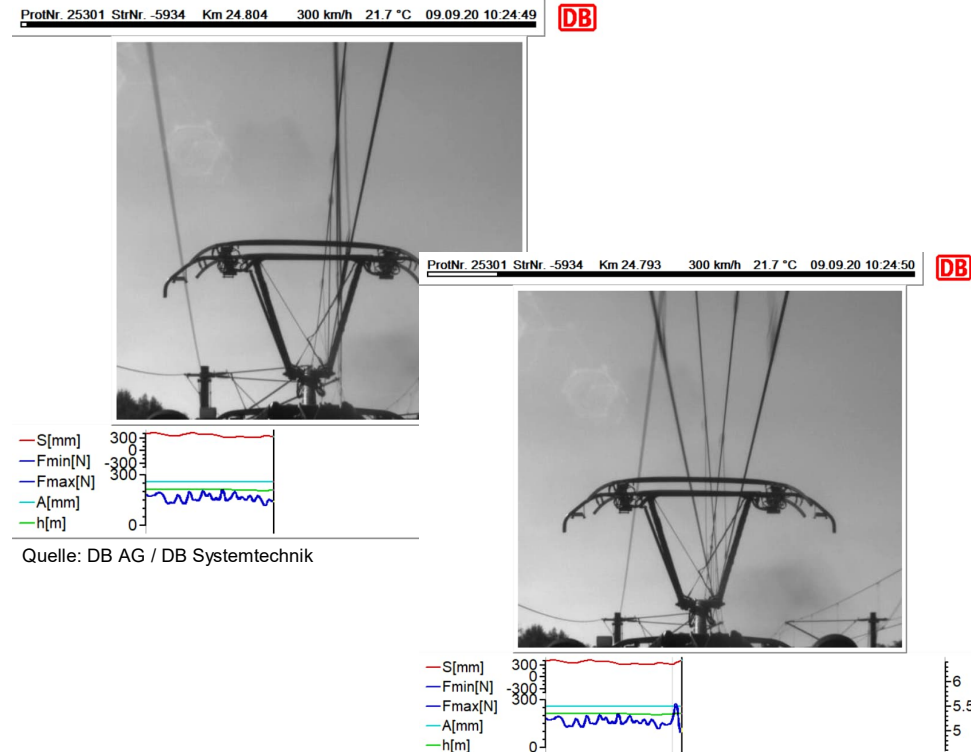 ProtNr. 25301 StrNr. -5934 Km 24.804 300 km/h 21.7 °C 09.09.20 10:24:49
DB
S[mm]
Fmin[N]
Fmax[N]
A[mm]
h[m]
300
0
-300
300
0
Quelle: DB AG / DB Systemtechnik
ProtNr. 25301 StrNr. -5934 Km 24.793 300 km/h 21.7 °C 09.09.20 10:24:50
DB
S[mm]
Fmin[N]
Fmax[N]
A[mm]
h[m]
300
0
-300
300
0
6
5.5
5